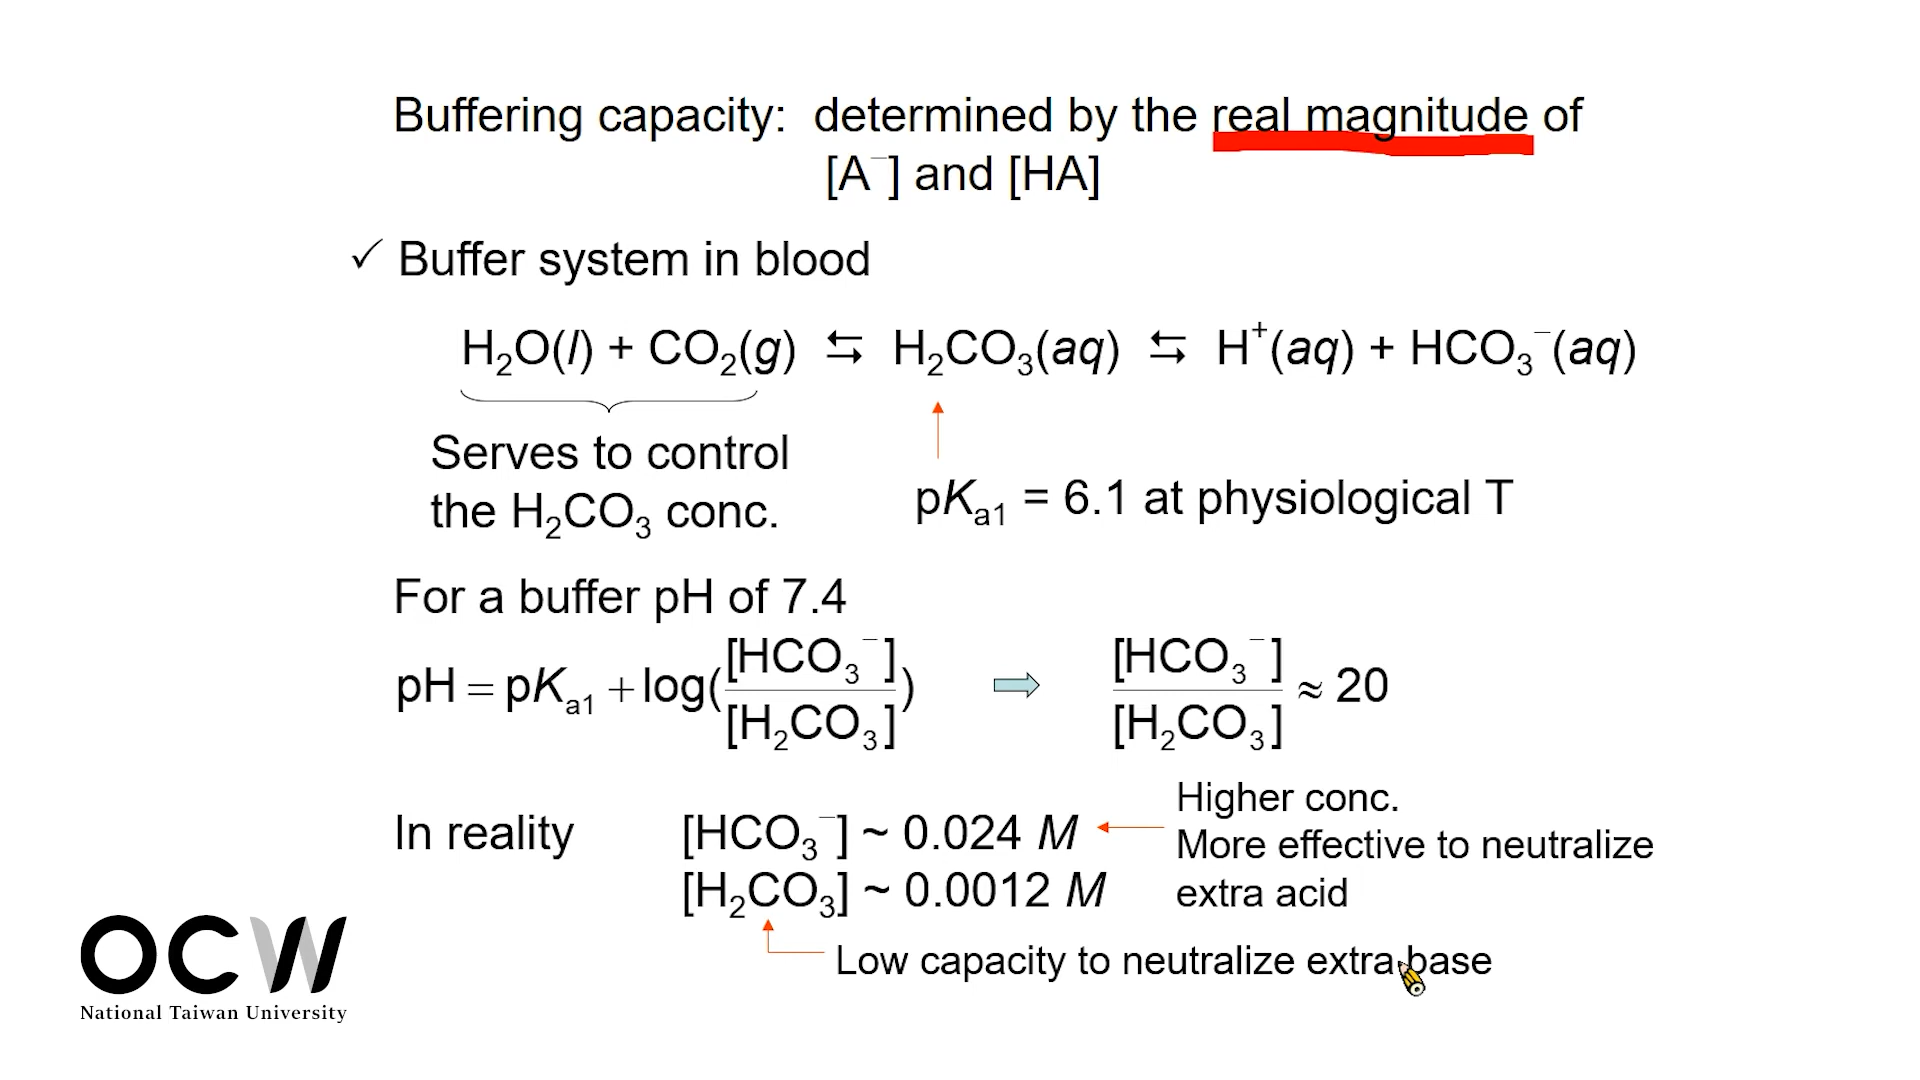 Buffering capacity: determined by the real magnitude of
[A⁻] and [HA]
✓ Buffer system in blood
H₂O(l) + CO₂(g) ⇆ H₂CO₃(aq) ⇆ H⁺(aq) + HCO₃⁻(aq)
Serves to control
the H₂CO₃ conc.
pKₐ₁ = 6.1 at physiological T
For a buffer pH of 7.4
pH = pKₐ₁ + log([HCO₃⁻]/[H₂CO₃]) ⇨ [HCO₃⁻]/[H₂CO₃] ≈ 20
In reality [HCO₃⁻] ~ 0.024 M
[H₂CO₃] ~ 0.0012 M
Higher conc.
More effective to neutralize
extra acid
Low capacity to neutralize extra base
OCW
National Taiwan University